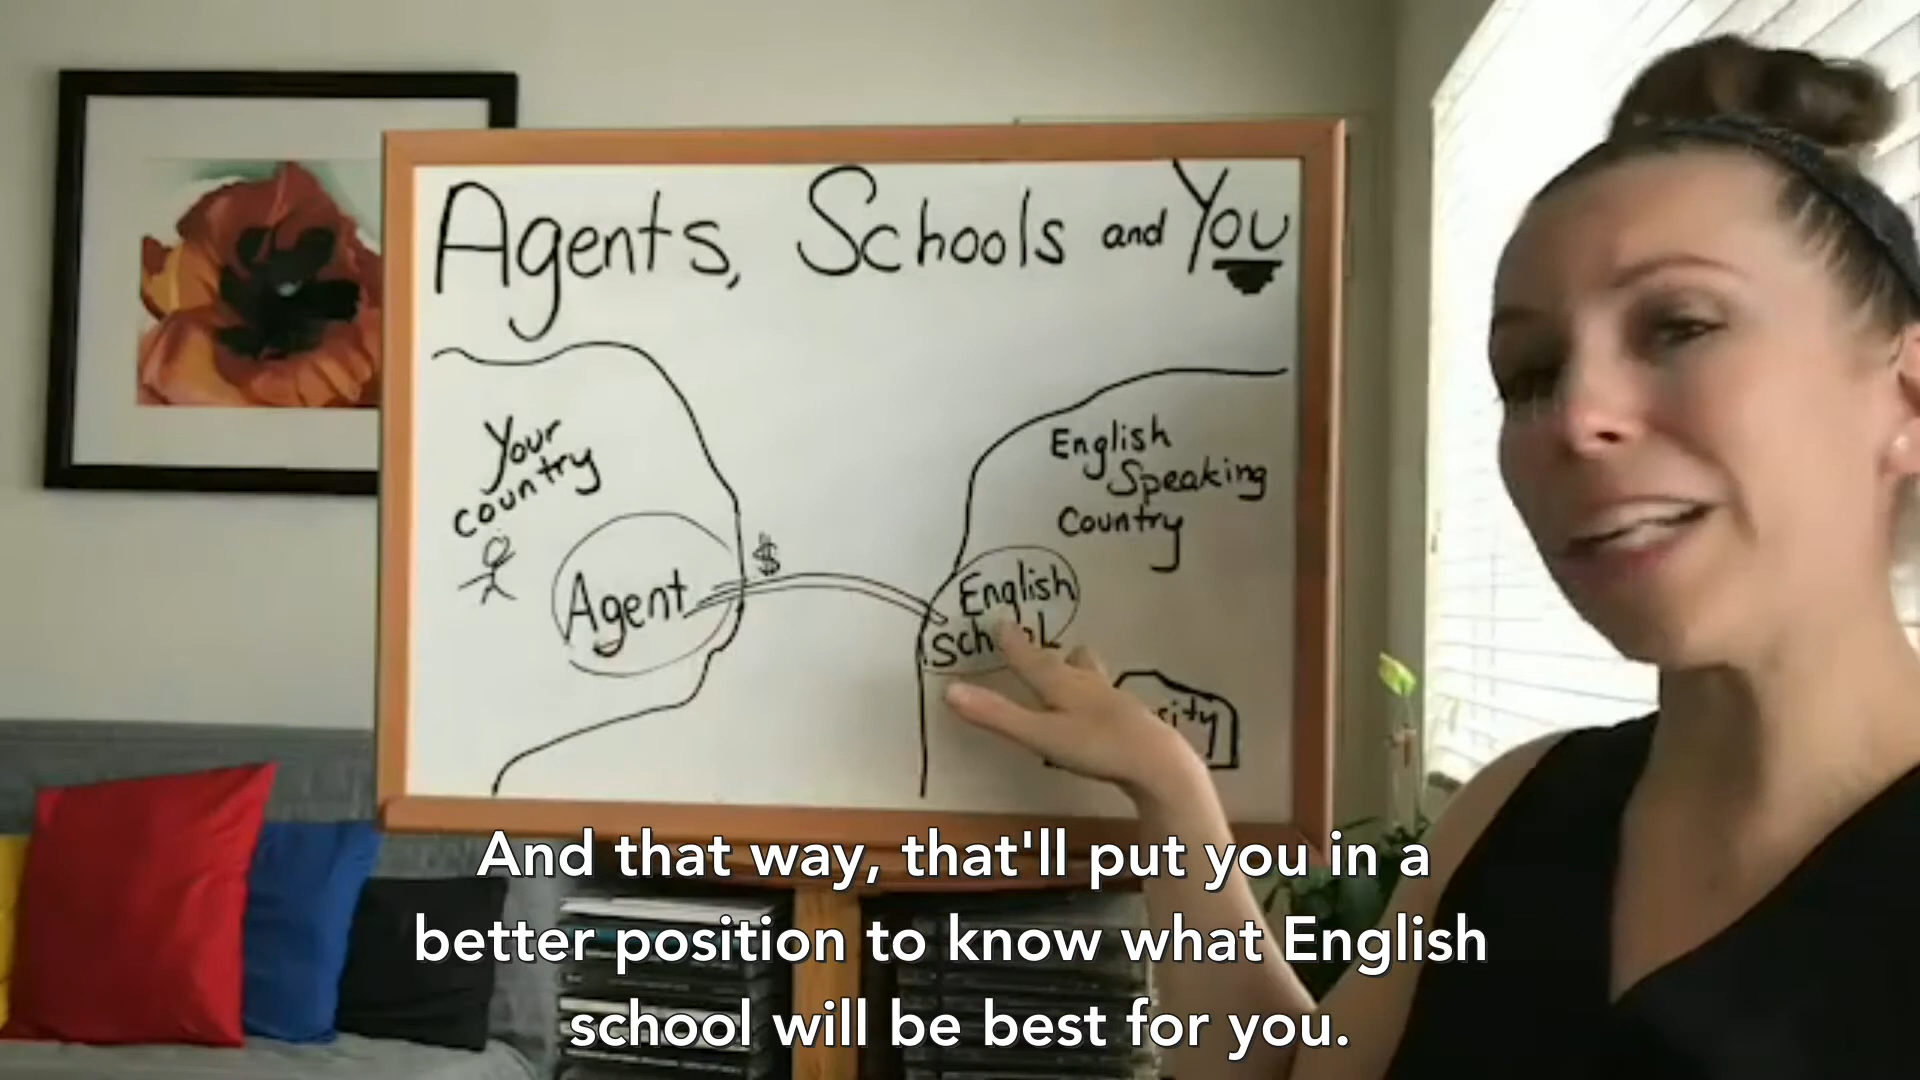 Agents, Schools and You
Your
country
English
Speaking
Country
$
Agent
English
School
And that way, that'll put you in a
better position to know what English
school will be best for you.